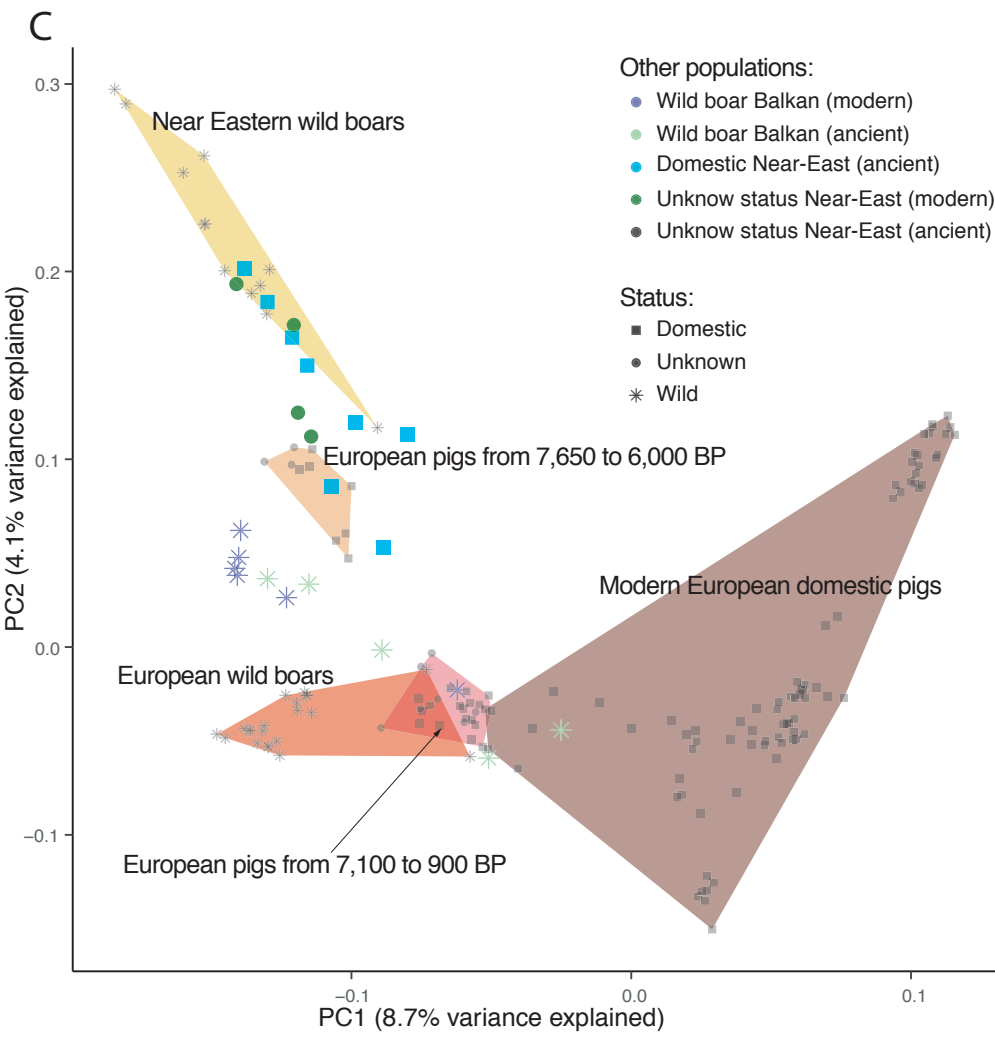 C
0.3
0.2
0.1
0.0
−0.1
PC2 (4.1% variance explained)
Near Eastern wild boars
Other populations:
Wild boar Balkan (modern)
Wild boar Balkan (ancient)
Domestic Near-East (ancient)
Unknow status Near-East (modern)
Unknow status Near-East (ancient)
Status:
Domestic
Unknown
Wild
European pigs from 7,650 to 6,000 BP
Modern European domestic pigs
European wild boars
European pigs from 7,100 to 900 BP
−0.1
0.0
0.1
PC1 (8.7% variance explained)